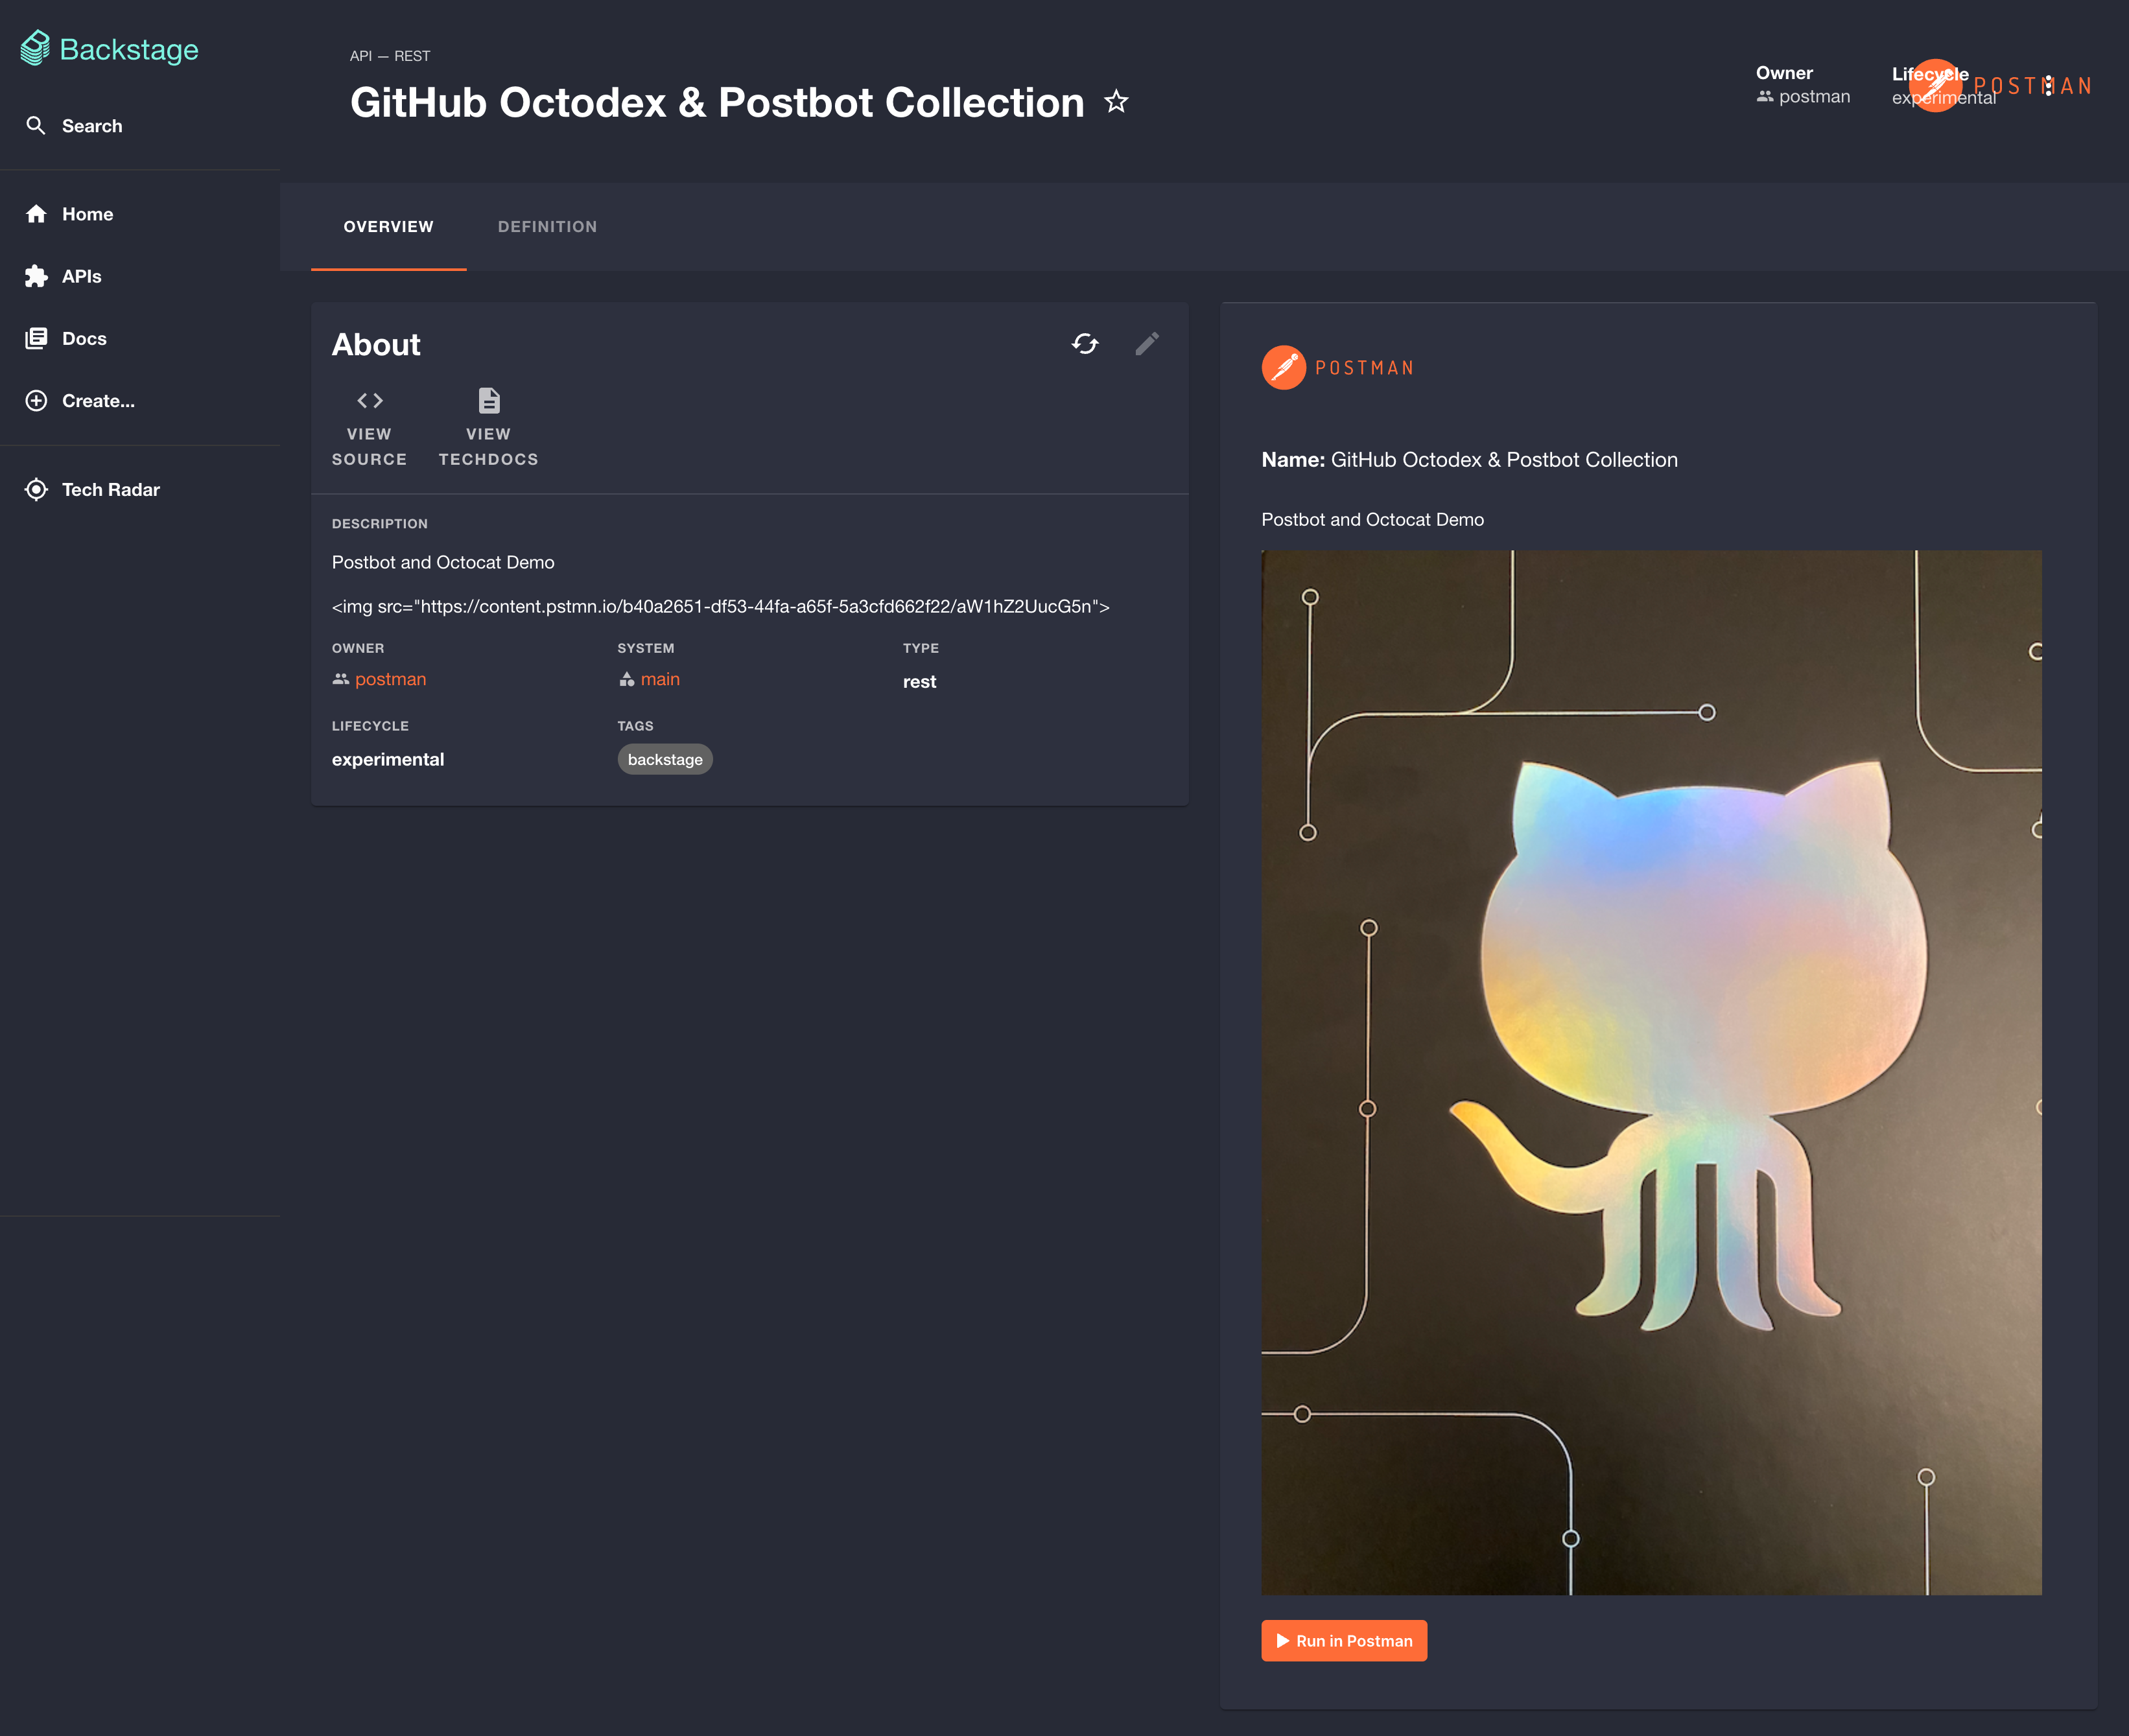 Backstage
Search
Home
APIs
Docs
Create...
Tech Radar
API — REST
GitHub Octodex & Postbot Collection
Owner
postman
Lifecycle
experimental
POSTMAN
OVERVIEW
DEFINITION
About
VIEW
SOURCE
VIEW
TECHDOCS
DESCRIPTION
Postbot and Octocat Demo
<img src="https://content.pstmn.io/b40a2651-df53-44fa-a65f-5a3cfd662f22/aW1hZ2UucG5n">
OWNER
postman
SYSTEM
main
TYPE
rest
LIFECYCLE
experimental
TAGS
backstage
POSTMAN
Name: GitHub Octodex & Postbot Collection
Postbot and Octocat Demo
Run in Postman